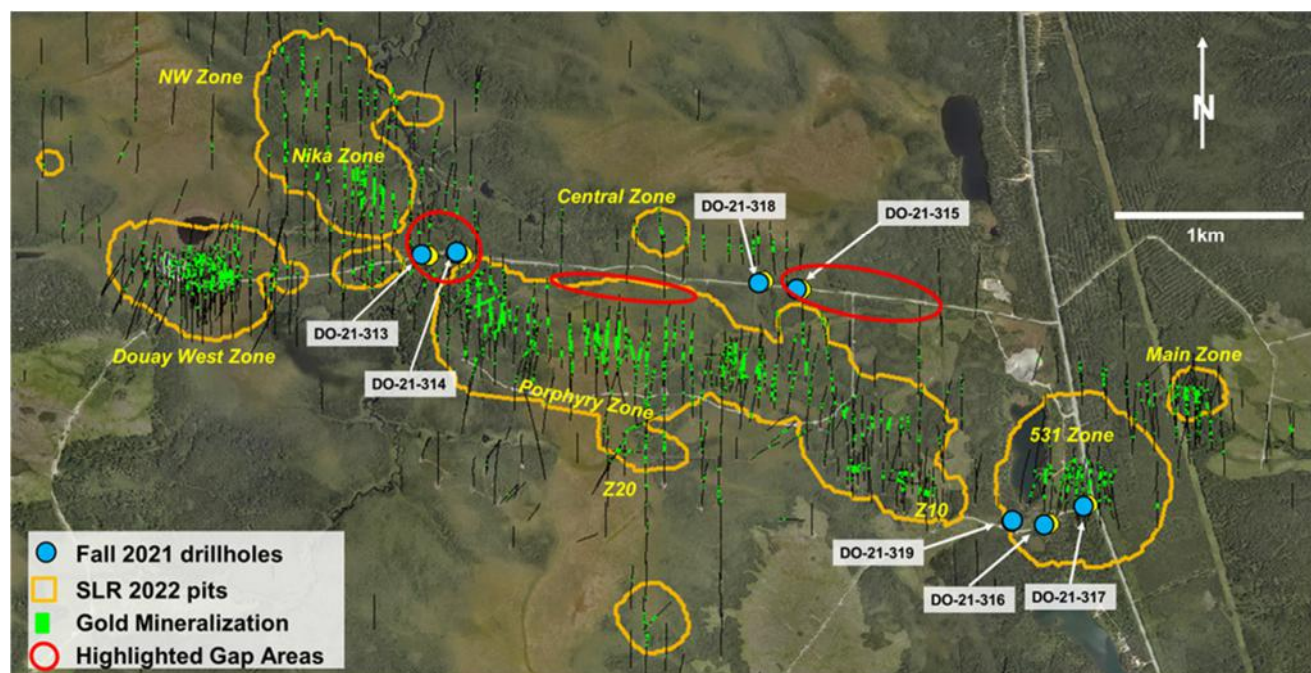 NW Zone
N
Nika Zone
Central Zone
DO-21-318
DO-21-315
1km
DO-21-313
Douay West Zone
DO-21-314
Main Zone
Porphyry Zone
531 Zone
Z20
Z10
DO-21-319
DO-21-316
DO-21-317
Fall 2021 drillholes
SLR 2022 pits
Gold Mineralization
Highlighted Gap Areas